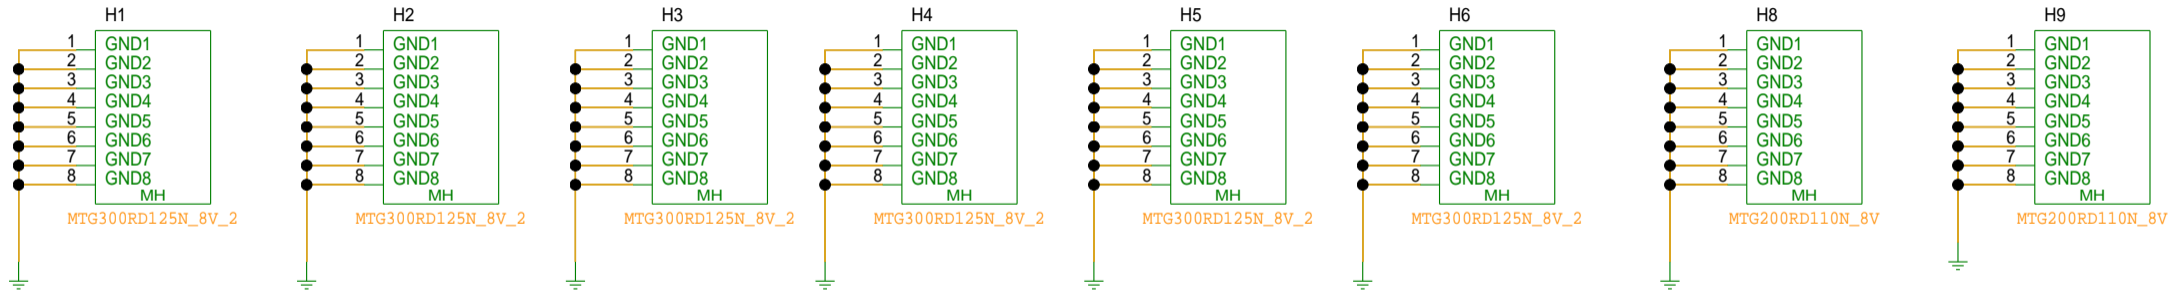 H1 H2 H3 H4 H5 H6 H8 H9
1 GND1 1 GND1 1 GND1 1 GND1 1 GND1 1 GND1 1 GND1 1 GND1
2 GND2 2 GND2 2 GND2 2 GND2 2 GND2 2 GND2 2 GND2 2 GND2
3 GND3 3 GND3 3 GND3 3 GND3 3 GND3 3 GND3 3 GND3 3 GND3
4 GND4 4 GND4 4 GND4 4 GND4 4 GND4 4 GND4 4 GND4 4 GND4
5 GND5 5 GND5 5 GND5 5 GND5 5 GND5 5 GND5 5 GND5 5 GND5
6 GND6 6 GND6 6 GND6 6 GND6 6 GND6 6 GND6 6 GND6 6 GND6
7 GND7 7 GND7 7 GND7 7 GND7 7 GND7 7 GND7 7 GND7 7 GND7
8 GND8 8 GND8 8 GND8 8 GND8 8 GND8 8 GND8 8 GND8 8 GND8
MH MH MH MH MH MH MH MH
MTG300RD125N_8V_2 MTG300RD125N_8V_2 MTG300RD125N_8V_2 MTG300RD125N_8V_2 MTG300RD125N_8V_2 MTG300RD125N_8V_2 MTG200RD110N_8V MTG200RD110N_8V